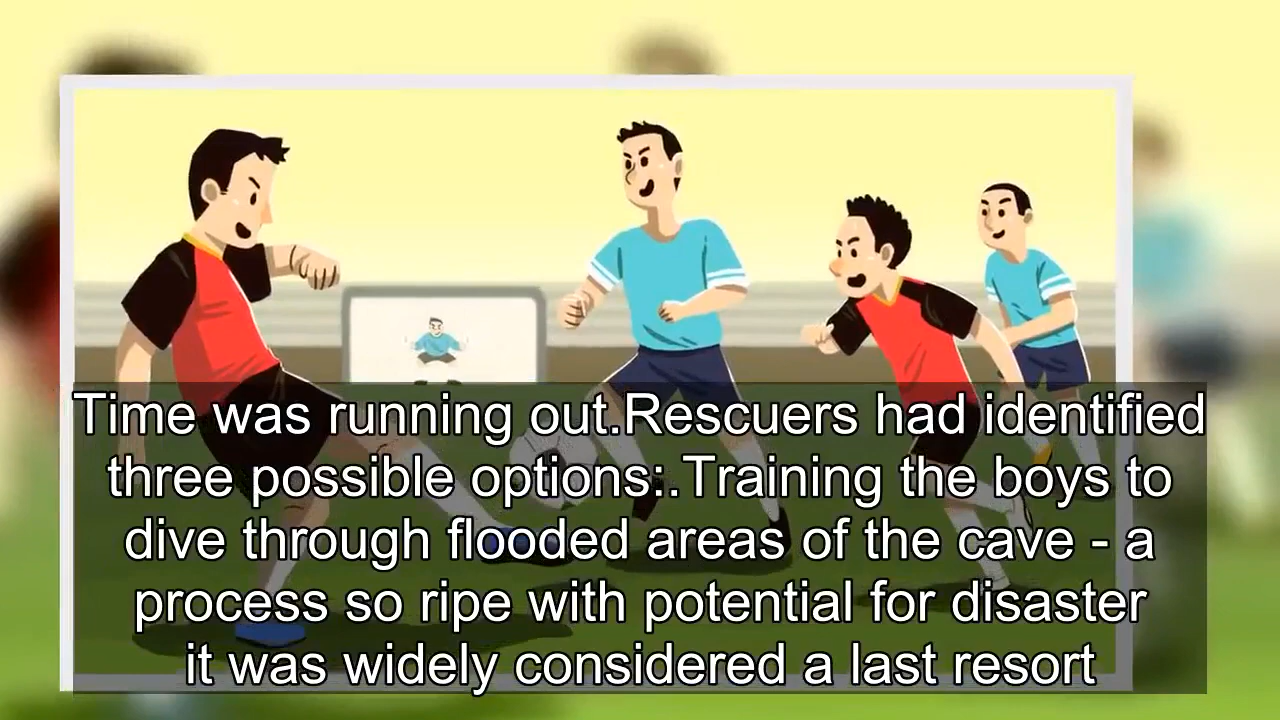 Time was running out.Rescuers had identified
three possible options:.Training the boys to
dive through flooded areas of the cave - a
process so ripe with potential for disaster
it was widely considered a last resort